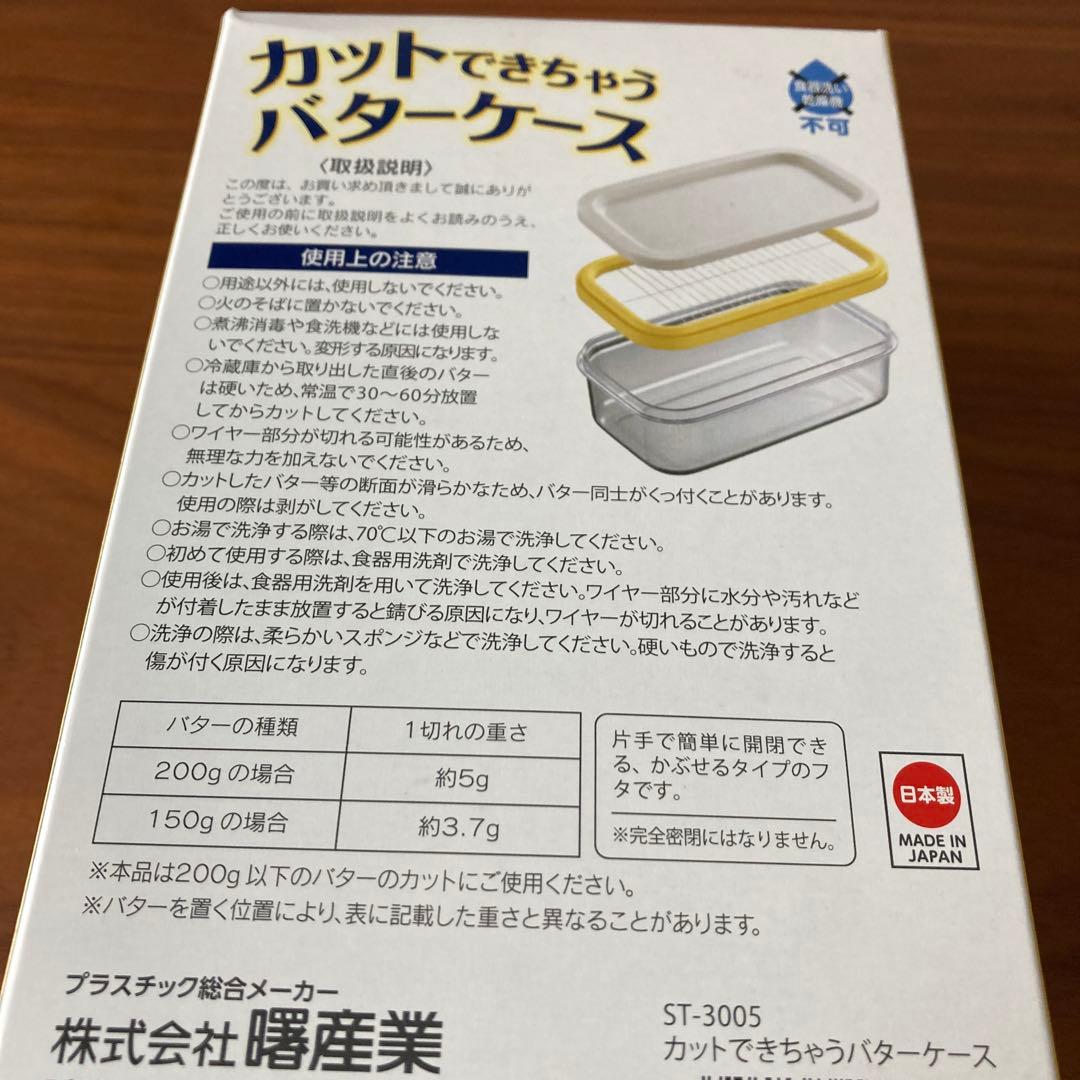 カットできちゃう
バターケース
食器洗い
乾燥機
不可
〈取扱説明〉
この度は、お買い求め頂きまして誠にありが
とうございます。
ご使用の前に取扱説明をよくお読みのうえ、
正しくお使いください。
使用上の注意
○用途以外には、使用しないでください。
○火のそばに置かないでください。
○煮沸消毒や食洗機などには使用しな
いでください。変形する原因になります。
○冷蔵庫から取り出した直後のバター
は硬いため、常温で30〜60分放置
してからカットしてください。
○ワイヤー部分が切れる可能性があるため、
無理な力を加えないでください。
○カットしたバター等の断面が滑らかなため、バター同士がくっ付くことがあります。
使用の際は剥がしてください。
○お湯で洗浄する際は、70℃以下のお湯で洗浄してください。
○初めて使用する際は、食器用洗剤で洗浄してください。
○使用後は、食器用洗剤を用いて洗浄してください。ワイヤー部分に水分や汚れなど
が付着したまま放置すると錆びる原因になり、ワイヤーが切れることがあります。
○洗浄の際は、柔らかいスポンジなどで洗浄してください。硬いもので洗浄すると
傷が付く原因になります。
バターの種類 1切れの重さ
200gの場合 約5g
150gの場合 約3.7g
片手で簡単に開閉でき
る、かぶせるタイプのフ
タです。
※完全密閉にはなりません。
日本製
MADE IN
JAPAN
※本品は200g以下のバターのカットにご使用ください。
※バターを置く位置により、表に記載した重さと異なることがあります。
プラスチック総合メーカー
株式会社 曙産業
ST-3005
カットできちゃうバターケース